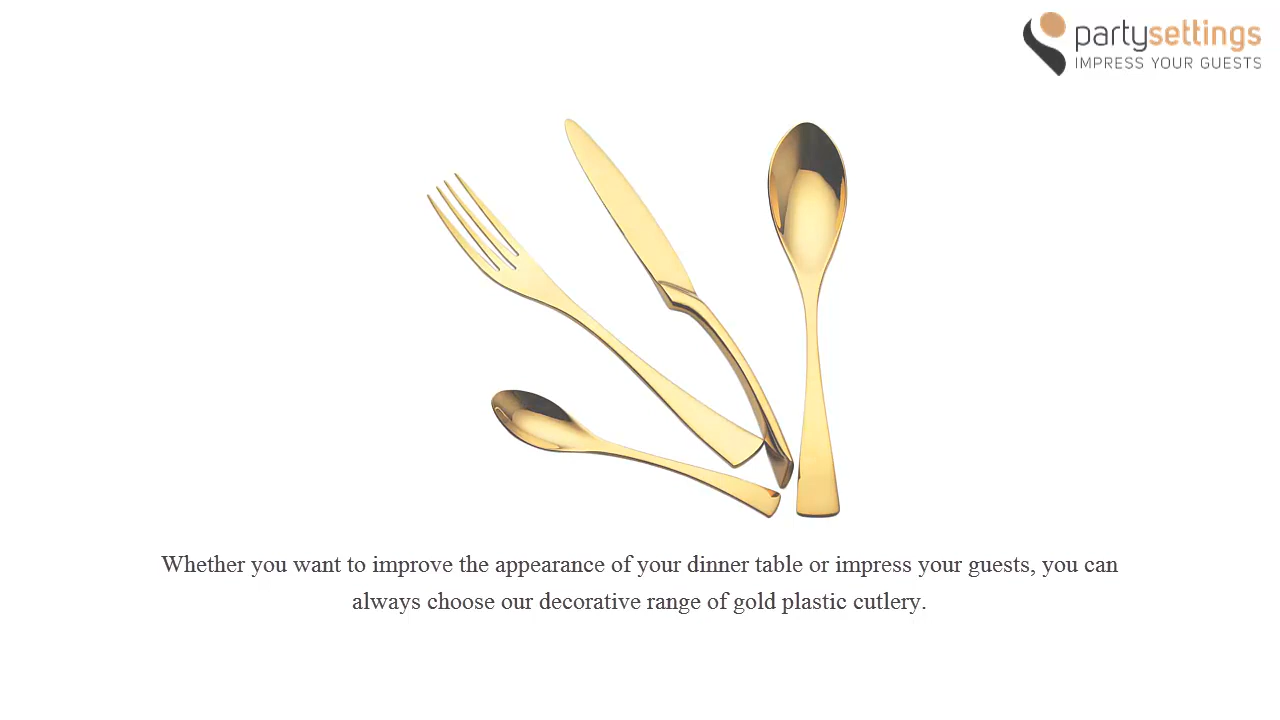 partysettings
IMPRESS YOUR GUESTS
Whether you want to improve the appearance of your dinner table or impress your guests, you can
always choose our decorative range of gold plastic cutlery.